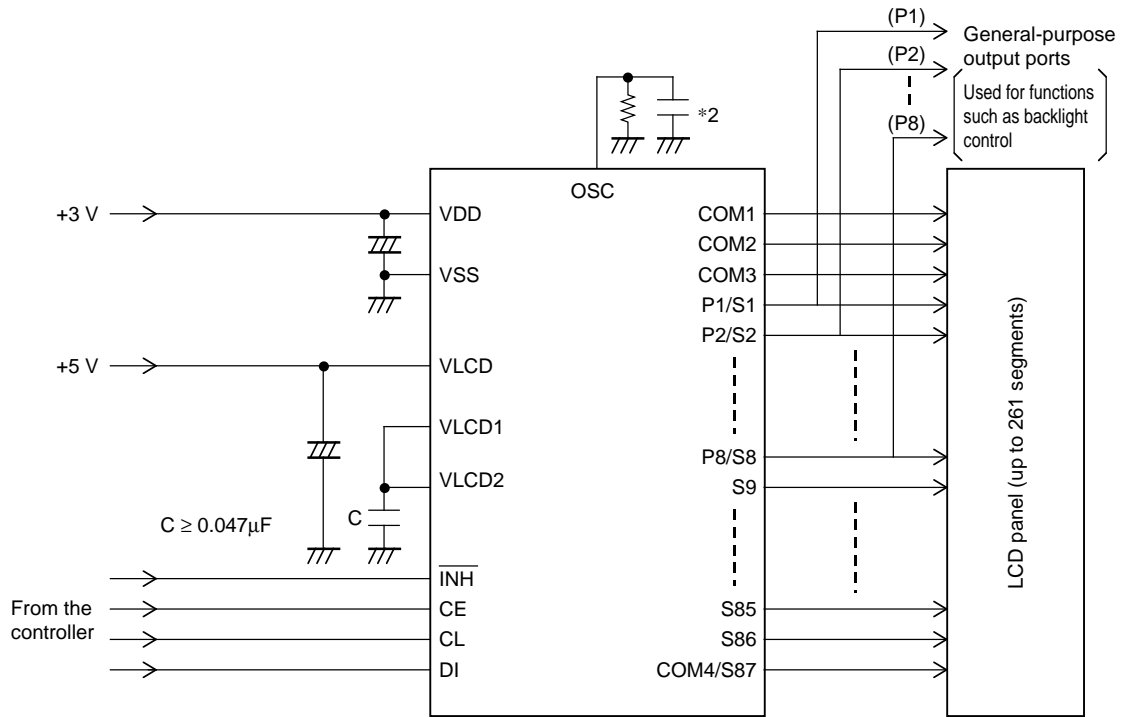 (P1)
General-purpose
output ports
(P2)
Used for functions
such as backlight
control
(P8)
∗2
OSC
+3 V
VDD
COM1
COM2
VSS
COM3
P1/S1
P2/S2
+5 V
VLCD
VLCD1
P8/S8
VLCD2
S9
C
C ≥ 0.047μF
LCD panel (up to 261 segments)
I̅N̅H̅
From the
controller
CE
S85
CL
S86
DI
COM4/S87